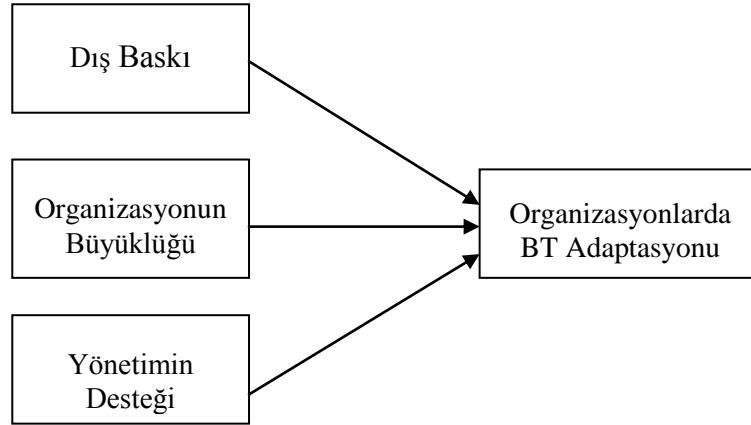 Dış Baskı
Organizasyonun
Büyüklüğü
Yönetimin
Desteği
Organizasyonlarda
BT Adaptasyonu